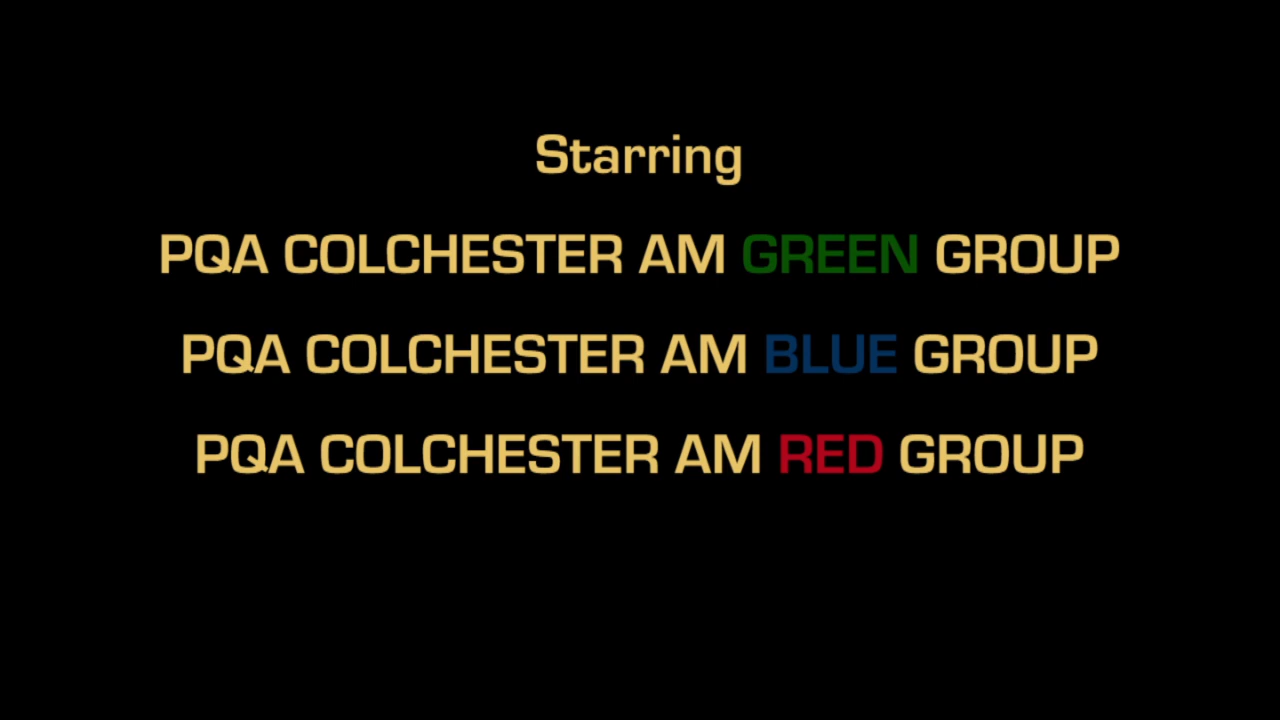 Starring
PQA COLCHESTER AM GREEN GROUP
PQA COLCHESTER AM BLUE GROUP
PQA COLCHESTER AM RED GROUP